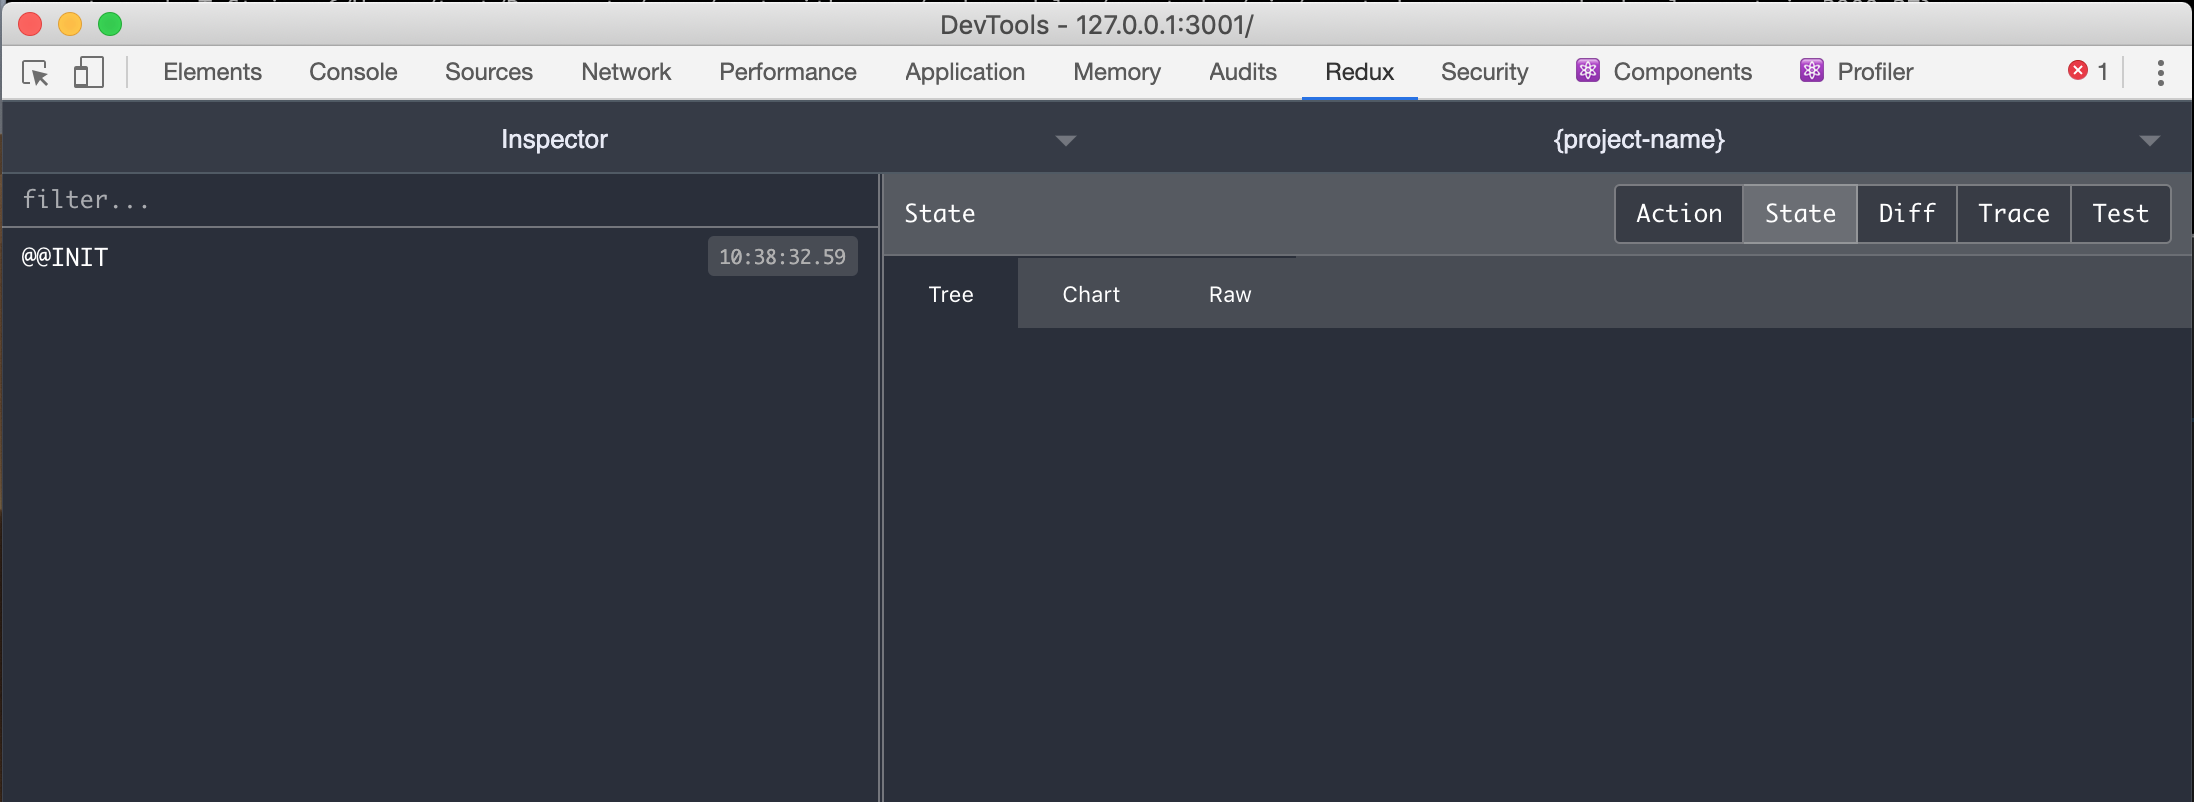 DevTools - 127.0.0.1:3001/
Elements Console Sources Network Performance Application Memory Audits Redux Security Components Profiler 1
Inspector {project-name}
filter...
State Action State Diff Trace Test
@@INIT 10:38:32.59
Tree Chart Raw